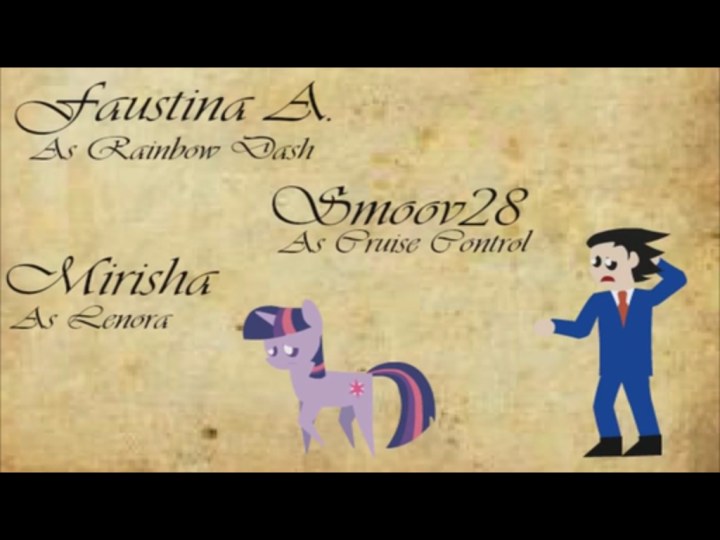 Faustina A.
As Rainbow Dash
Smoov28
As Cruise Control
Mirisha
As Lenora